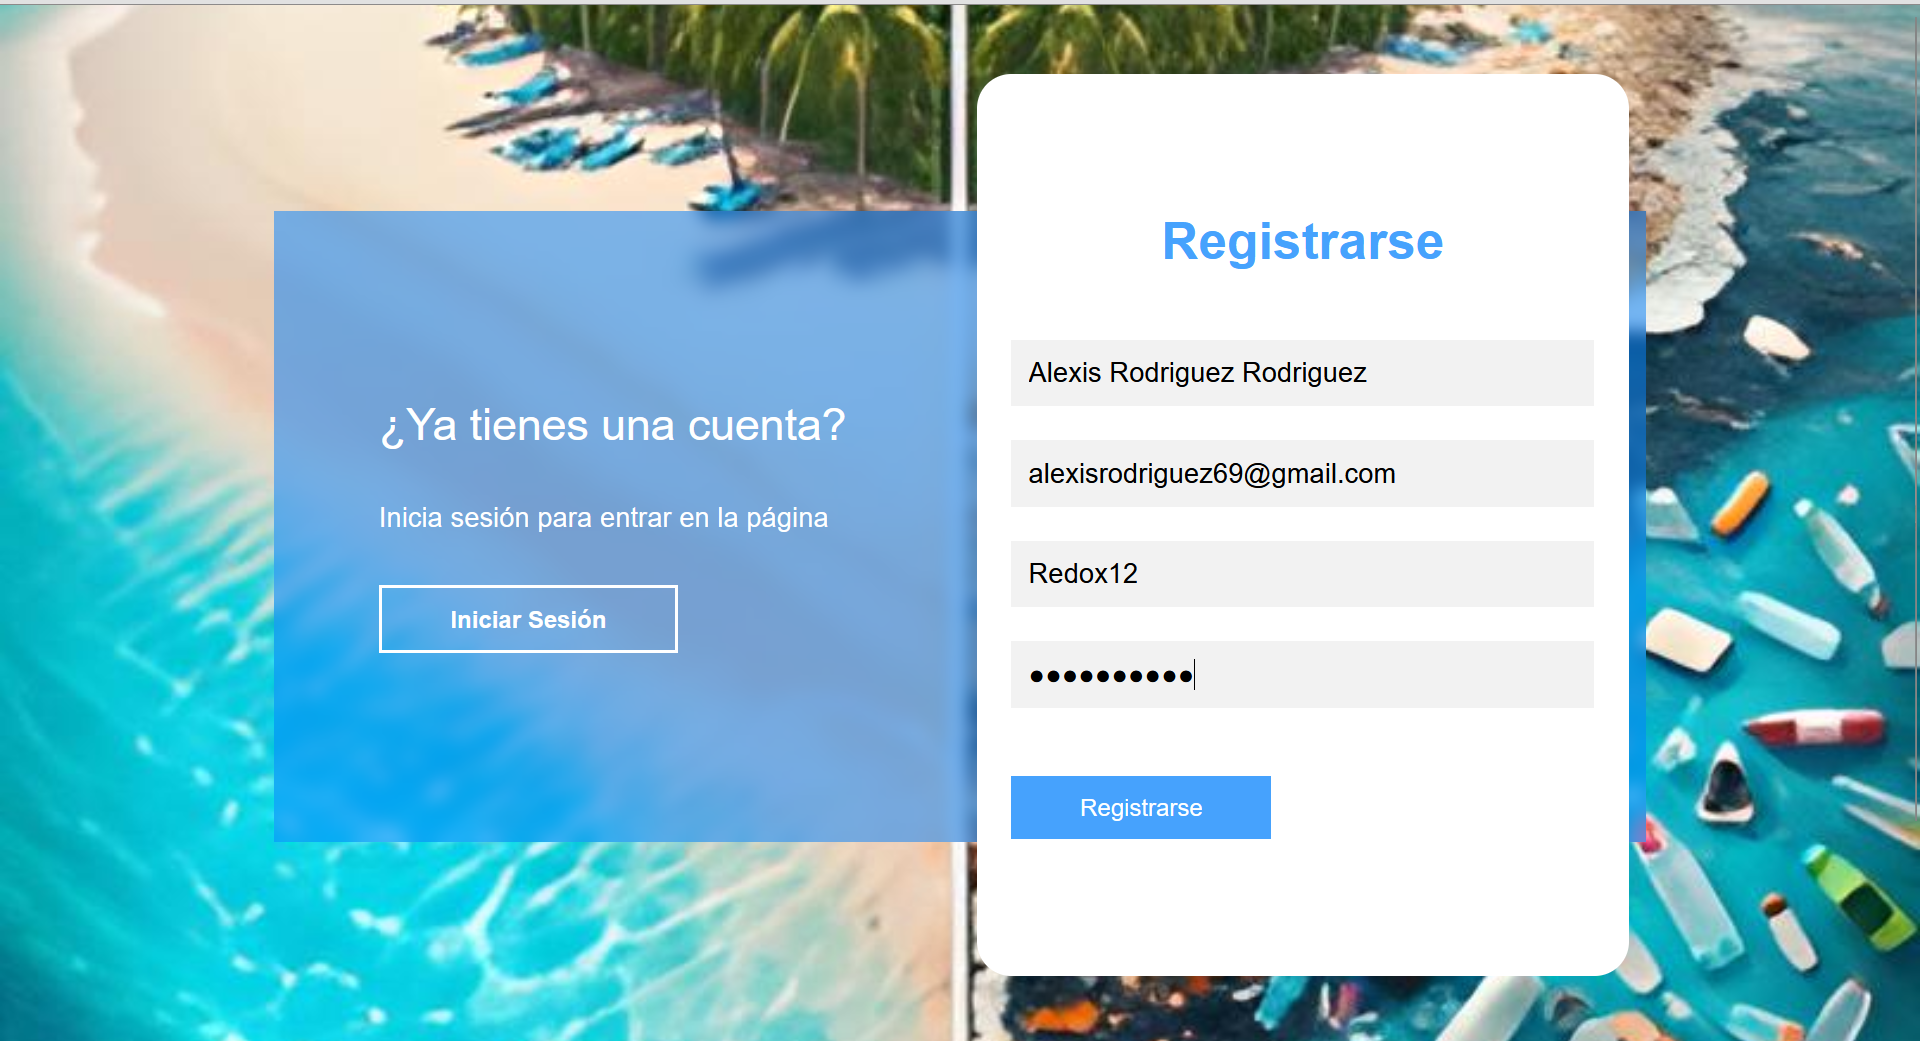 ¿Ya tienes una cuenta?
Inicia sesión para entrar en la página
Iniciar Sesión
Registrarse
Alexis Rodriguez Rodriguez
alexisrodriguez69@gmail.com
Redox12
••••••••••
Registrarse